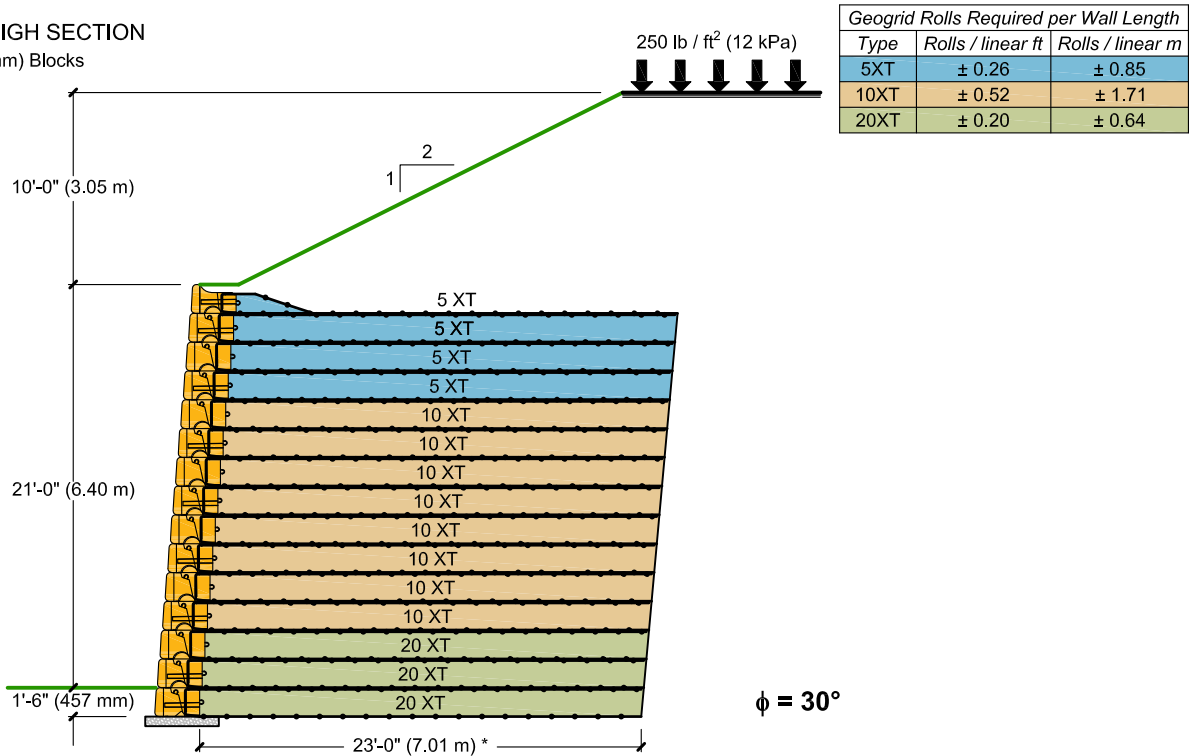 IGH SECTION
m) Blocks
250 lb / ft² (12 kPa)
Geogrid Rolls Required per Wall Length
Type Rolls / linear ft Rolls / linear m
5XT ± 0.26 ± 0.85
10XT ± 0.52 ± 1.71
20XT ± 0.20 ± 0.64
2
1
10'-0" (3.05 m)
5 XT
5 XT
5 XT
5 XT
10 XT
10 XT
10 XT
10 XT
10 XT
10 XT
10 XT
10 XT
20 XT
20 XT
20 XT
21'-0" (6.40 m)
1'-6" (457 mm)
ϕ = 30°
23'-0" (7.01 m) *